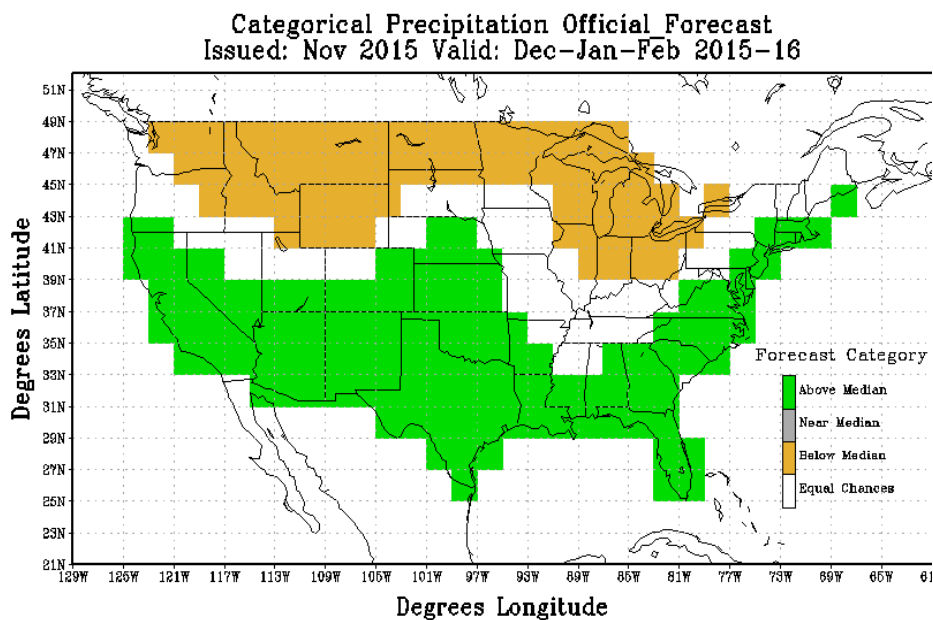 Categorical Precipitation Official Forecast
Issued: Nov 2015 Valid: Dec-Jan-Feb 2015-16
Degrees Latitude
51N
49N
47N
45N
43N
41N
39N
37N
35N
33N
31N
29N
27N
25N
23N
21N
Forecast Category
Above Median
Near Median
Below Median
Equal Chances
129W 125W 121W 117W 113W 109W 105W 101W 97W 93W 89W 85W 81W 77W 73W 69W 65W
Degrees Longitude